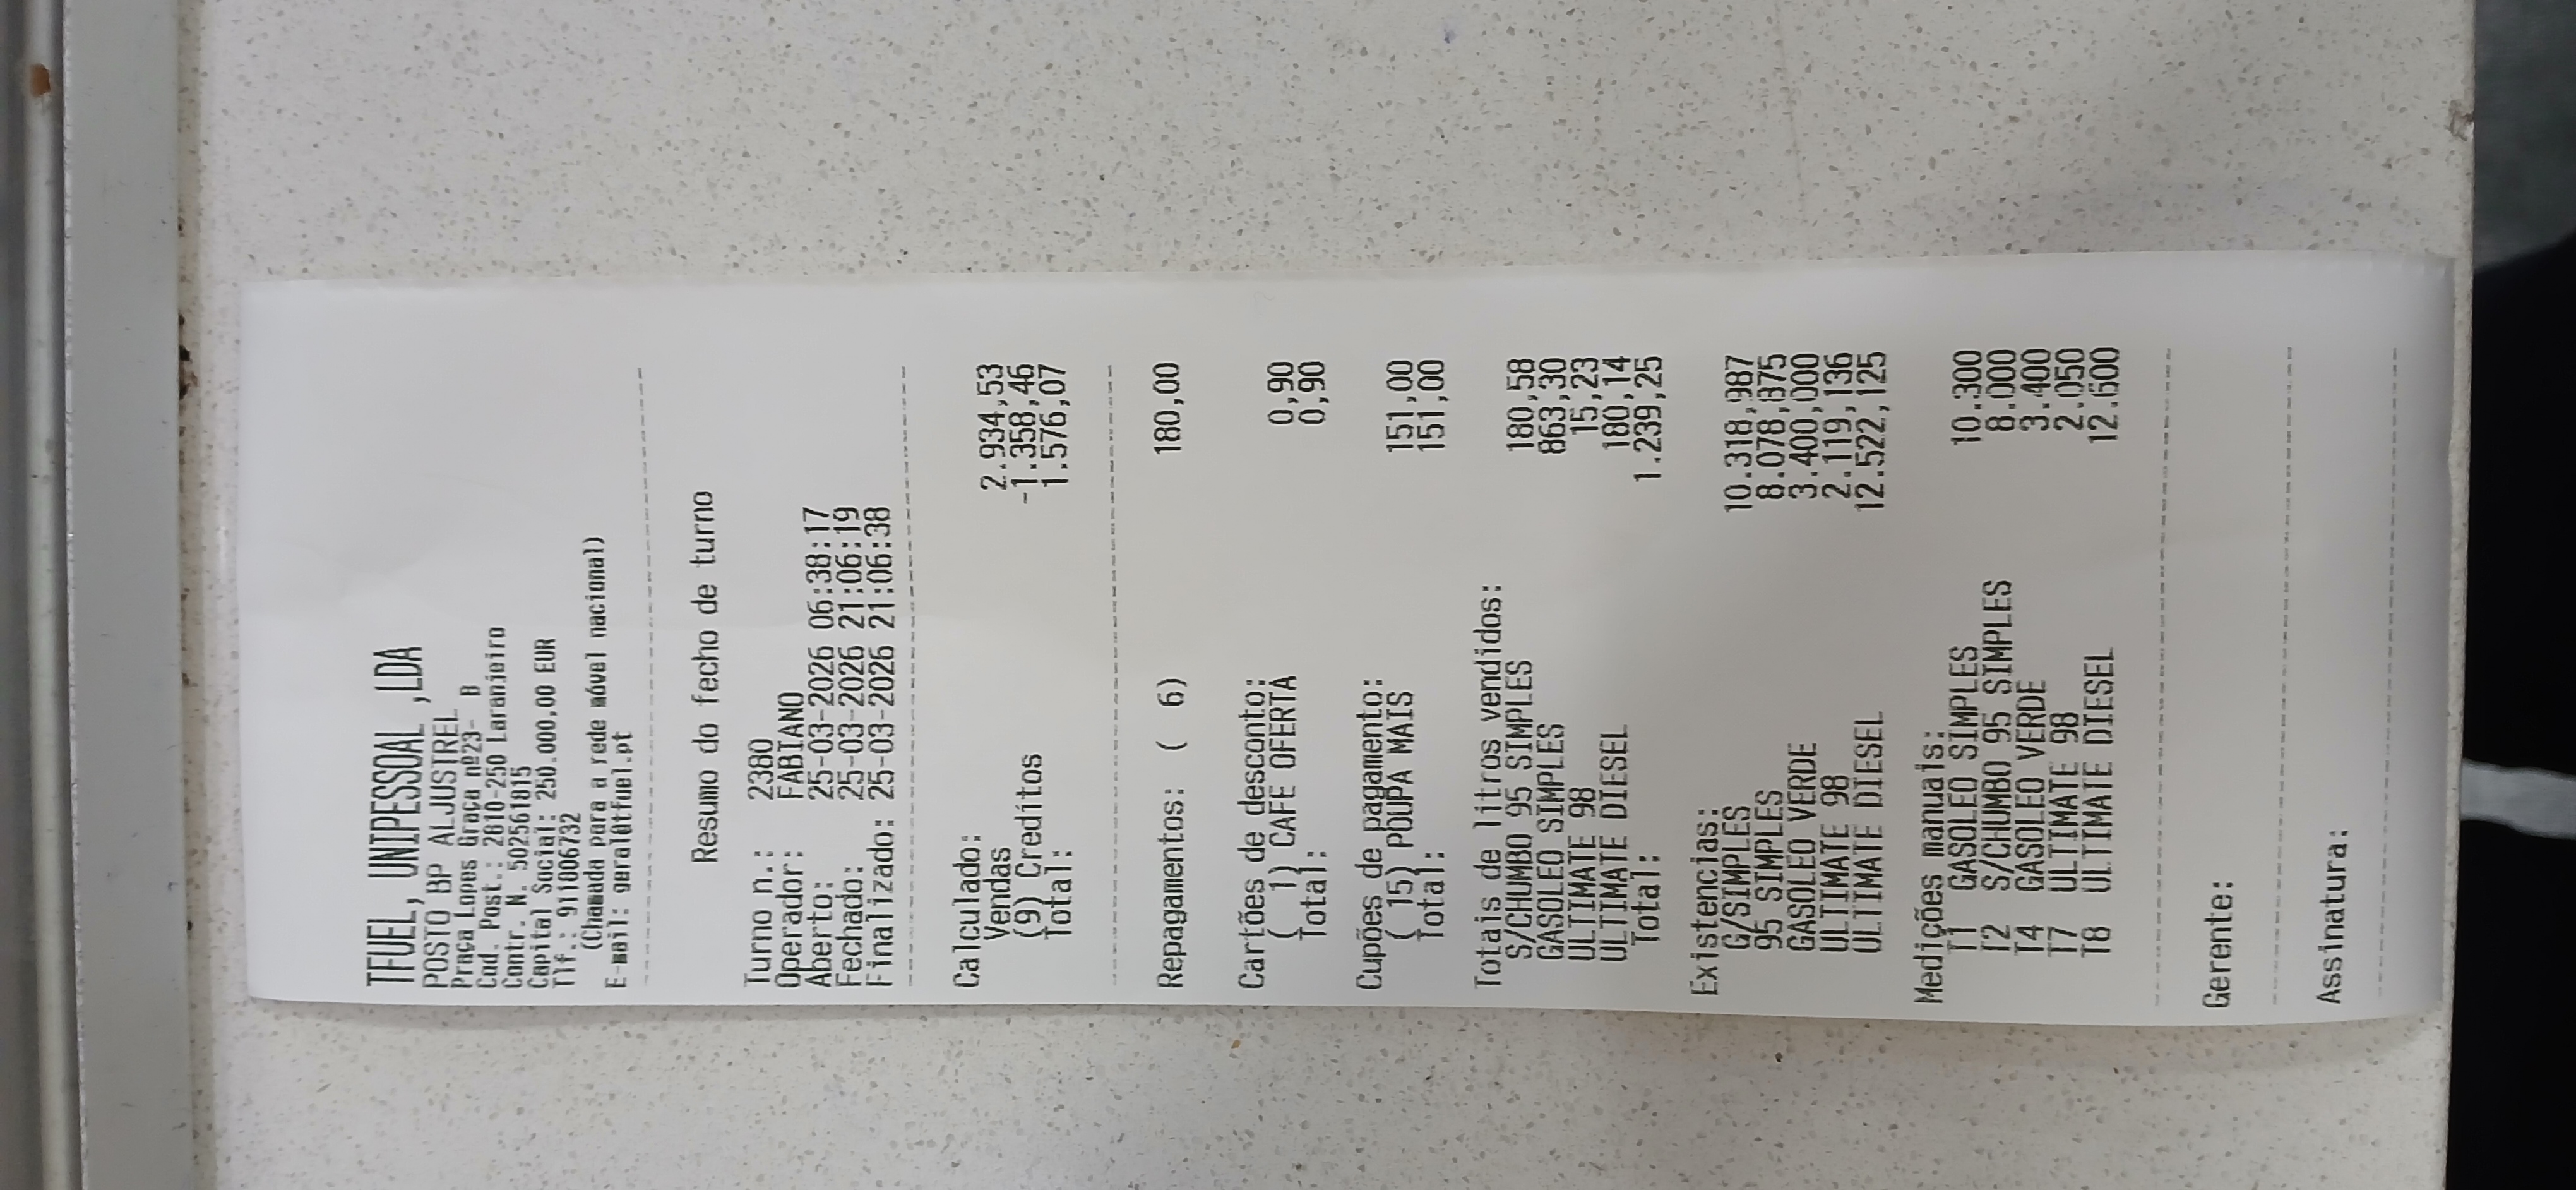 TFUEL, UNIPESSOAL ,LDA
POSTO BP ALJUSTREL
Praça Lopes Graça nº23- B
Cod. Post.: 2810-250 Laranjeiro
Contr. N. 502561815
Capital Social: 250.000,00 EUR
Tlf.: 911006732
(Chamada para a rede móvel nacional)
E-mail: geral@tfuel.pt
Resumo do fecho de turno
Turno n.: 2380
Operador: FABIANO
Aberto: 25-03-2026 06:38:17
Fechado: 25-03-2026 21:06:19
Finalizado: 25-03-2026 21:06:38
Calculado:
Vendas 2.934,53
(9) Creditos -1.358,46
Total: 1.576,07
Repagamentos: ( 6) 180,00
Cartões de desconto:
( 1) CAFE OFERTA 0,90
Total: 0,90
Cupões de pagamento:
( 15) POUPA MAIS 151,00
Total: 151,00
Totais de litros vendidos:
S/CHUMBO 95 SIMPLES 180,58
GASOLEO SIMPLES 863,30
ULTIMATE 98 15,23
ULTIMATE DIESEL 180,14
Total: 1.239,25
Existencias:
G/SIMPLES 10.318,987
95 SIMPLES 8.078,675
GASOLEO VERDE 3.400,000
ULTIMATE 98 2.119,136
ULTIMATE DIESEL 12.522,125
Medições manuais:
T1 GASOLEO SIMPLES 10.300
T2 S/CHUMBO 95 SIMPLES 8.000
T4 GASOLEO VERDE 3.400
T7 ULTIMATE 98 2.050
T8 ULTIMATE DIESEL 12.600
Gerente:
Assinatura: